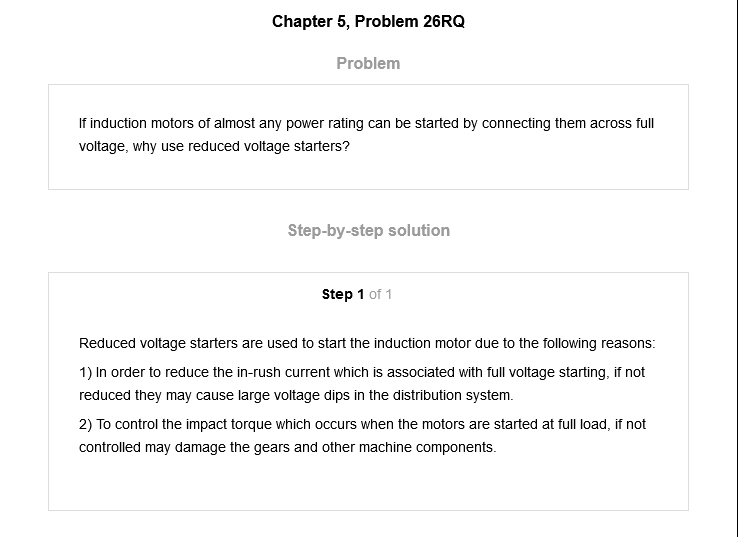 Chapter 5, Problem 26RQ
Problem
If induction motors of almost any power rating can be started by connecting them across full
voltage, why use reduced voltage starters?
Step-by-step solution
Step 1 of 1
Reduced voltage starters are used to start the induction motor due to the following reasons:
1) In order to reduce the in-rush current which is associated with full voltage starting, if not
reduced they may cause large voltage dips in the distribution system.
2) To control the impact torque which occurs when the motors are started at full load, if not
controlled may damage the gears and other machine components.